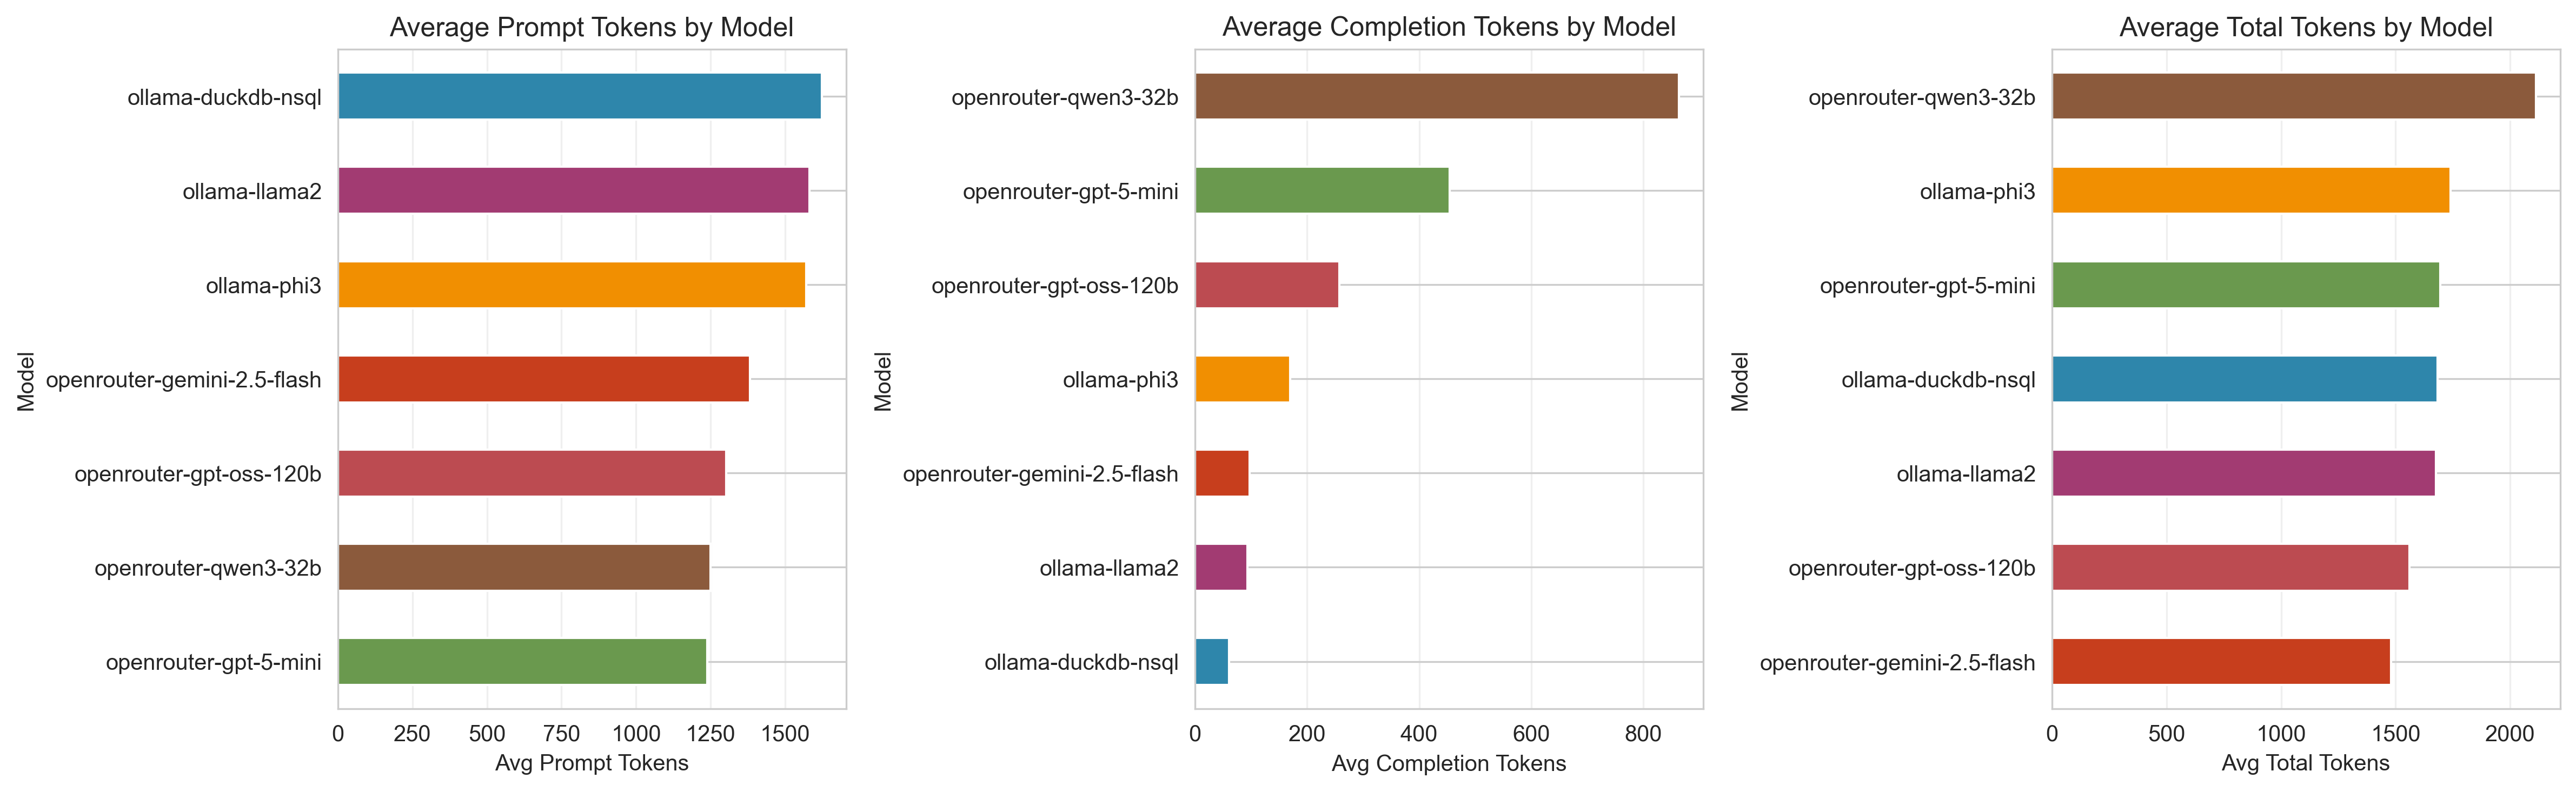 Average Prompt Tokens by Model
Model
ollama-duckdb-nsql
ollama-llama2
ollama-phi3
openrouter-gemini-2.5-flash
openrouter-gpt-oss-120b
openrouter-qwen3-32b
openrouter-gpt-5-mini
0 250 500 750 1000 1250 1500
Avg Prompt Tokens
Average Completion Tokens by Model
Model
openrouter-qwen3-32b
openrouter-gpt-5-mini
openrouter-gpt-oss-120b
ollama-phi3
openrouter-gemini-2.5-flash
ollama-llama2
ollama-duckdb-nsql
0 200 400 600 800
Avg Completion Tokens
Average Total Tokens by Model
Model
openrouter-qwen3-32b
ollama-phi3
openrouter-gpt-5-mini
ollama-duckdb-nsql
ollama-llama2
openrouter-gpt-oss-120b
openrouter-gemini-2.5-flash
0 500 1000 1500 2000
Avg Total Tokens